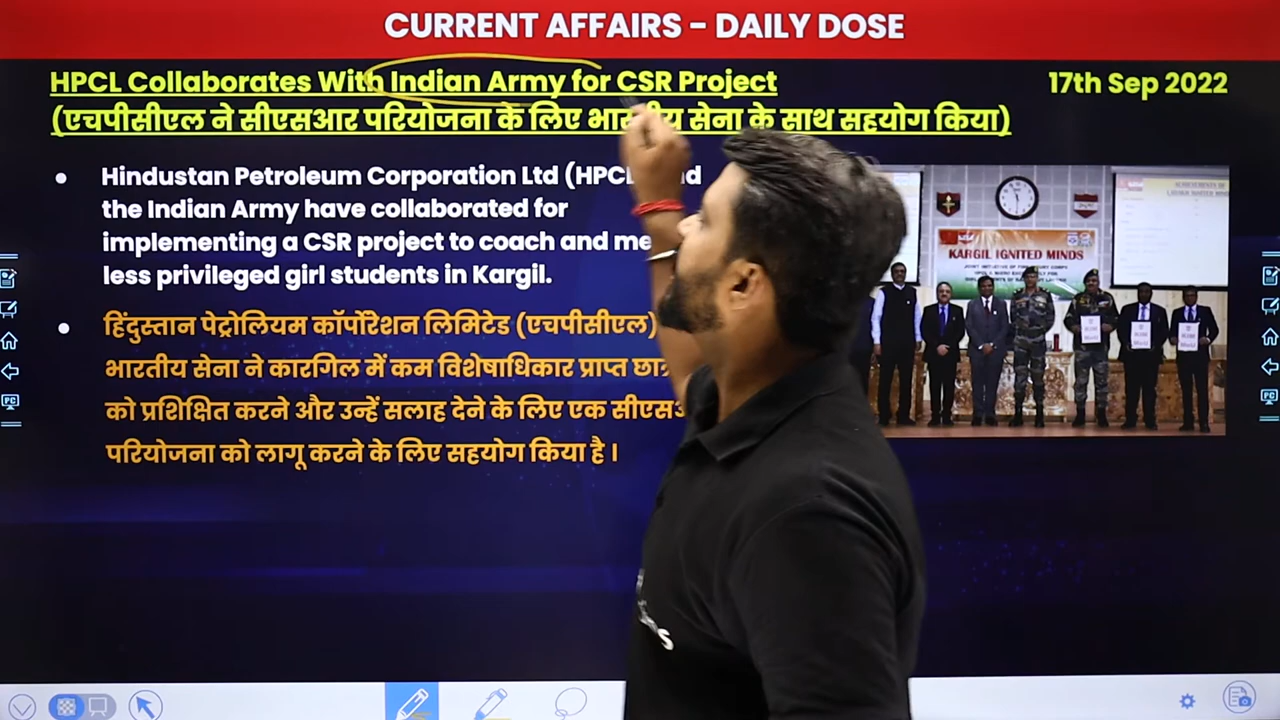 CURRENT AFFAIRS - DAILY DOSE
HPCL Collaborates With Indian Army for CSR Project
17th Sep 2022
(एचपीसीएल ने सीएसआर परियोजना के लिए भारतीय सेना के साथ सहयोग किया)
Hindustan Petroleum Corporation Ltd (HPCL
the Indian Army have collaborated for
implementing a CSR project to coach and
less privileged girl students in Kargil.
हिंदुस्तान पेट्रोलियम कॉर्पोरेशन लिमिटेड (एचपीसीएल)
भारतीय सेना ने कारगिल में कम विशेषाधिकार प्राप्त
को प्रशिक्षित करने और उन्हें सलाह देने के लिए एक
परियोजना को लागू करने के लिए सहयोग किया है।
KARGIL IGNITED MINDS